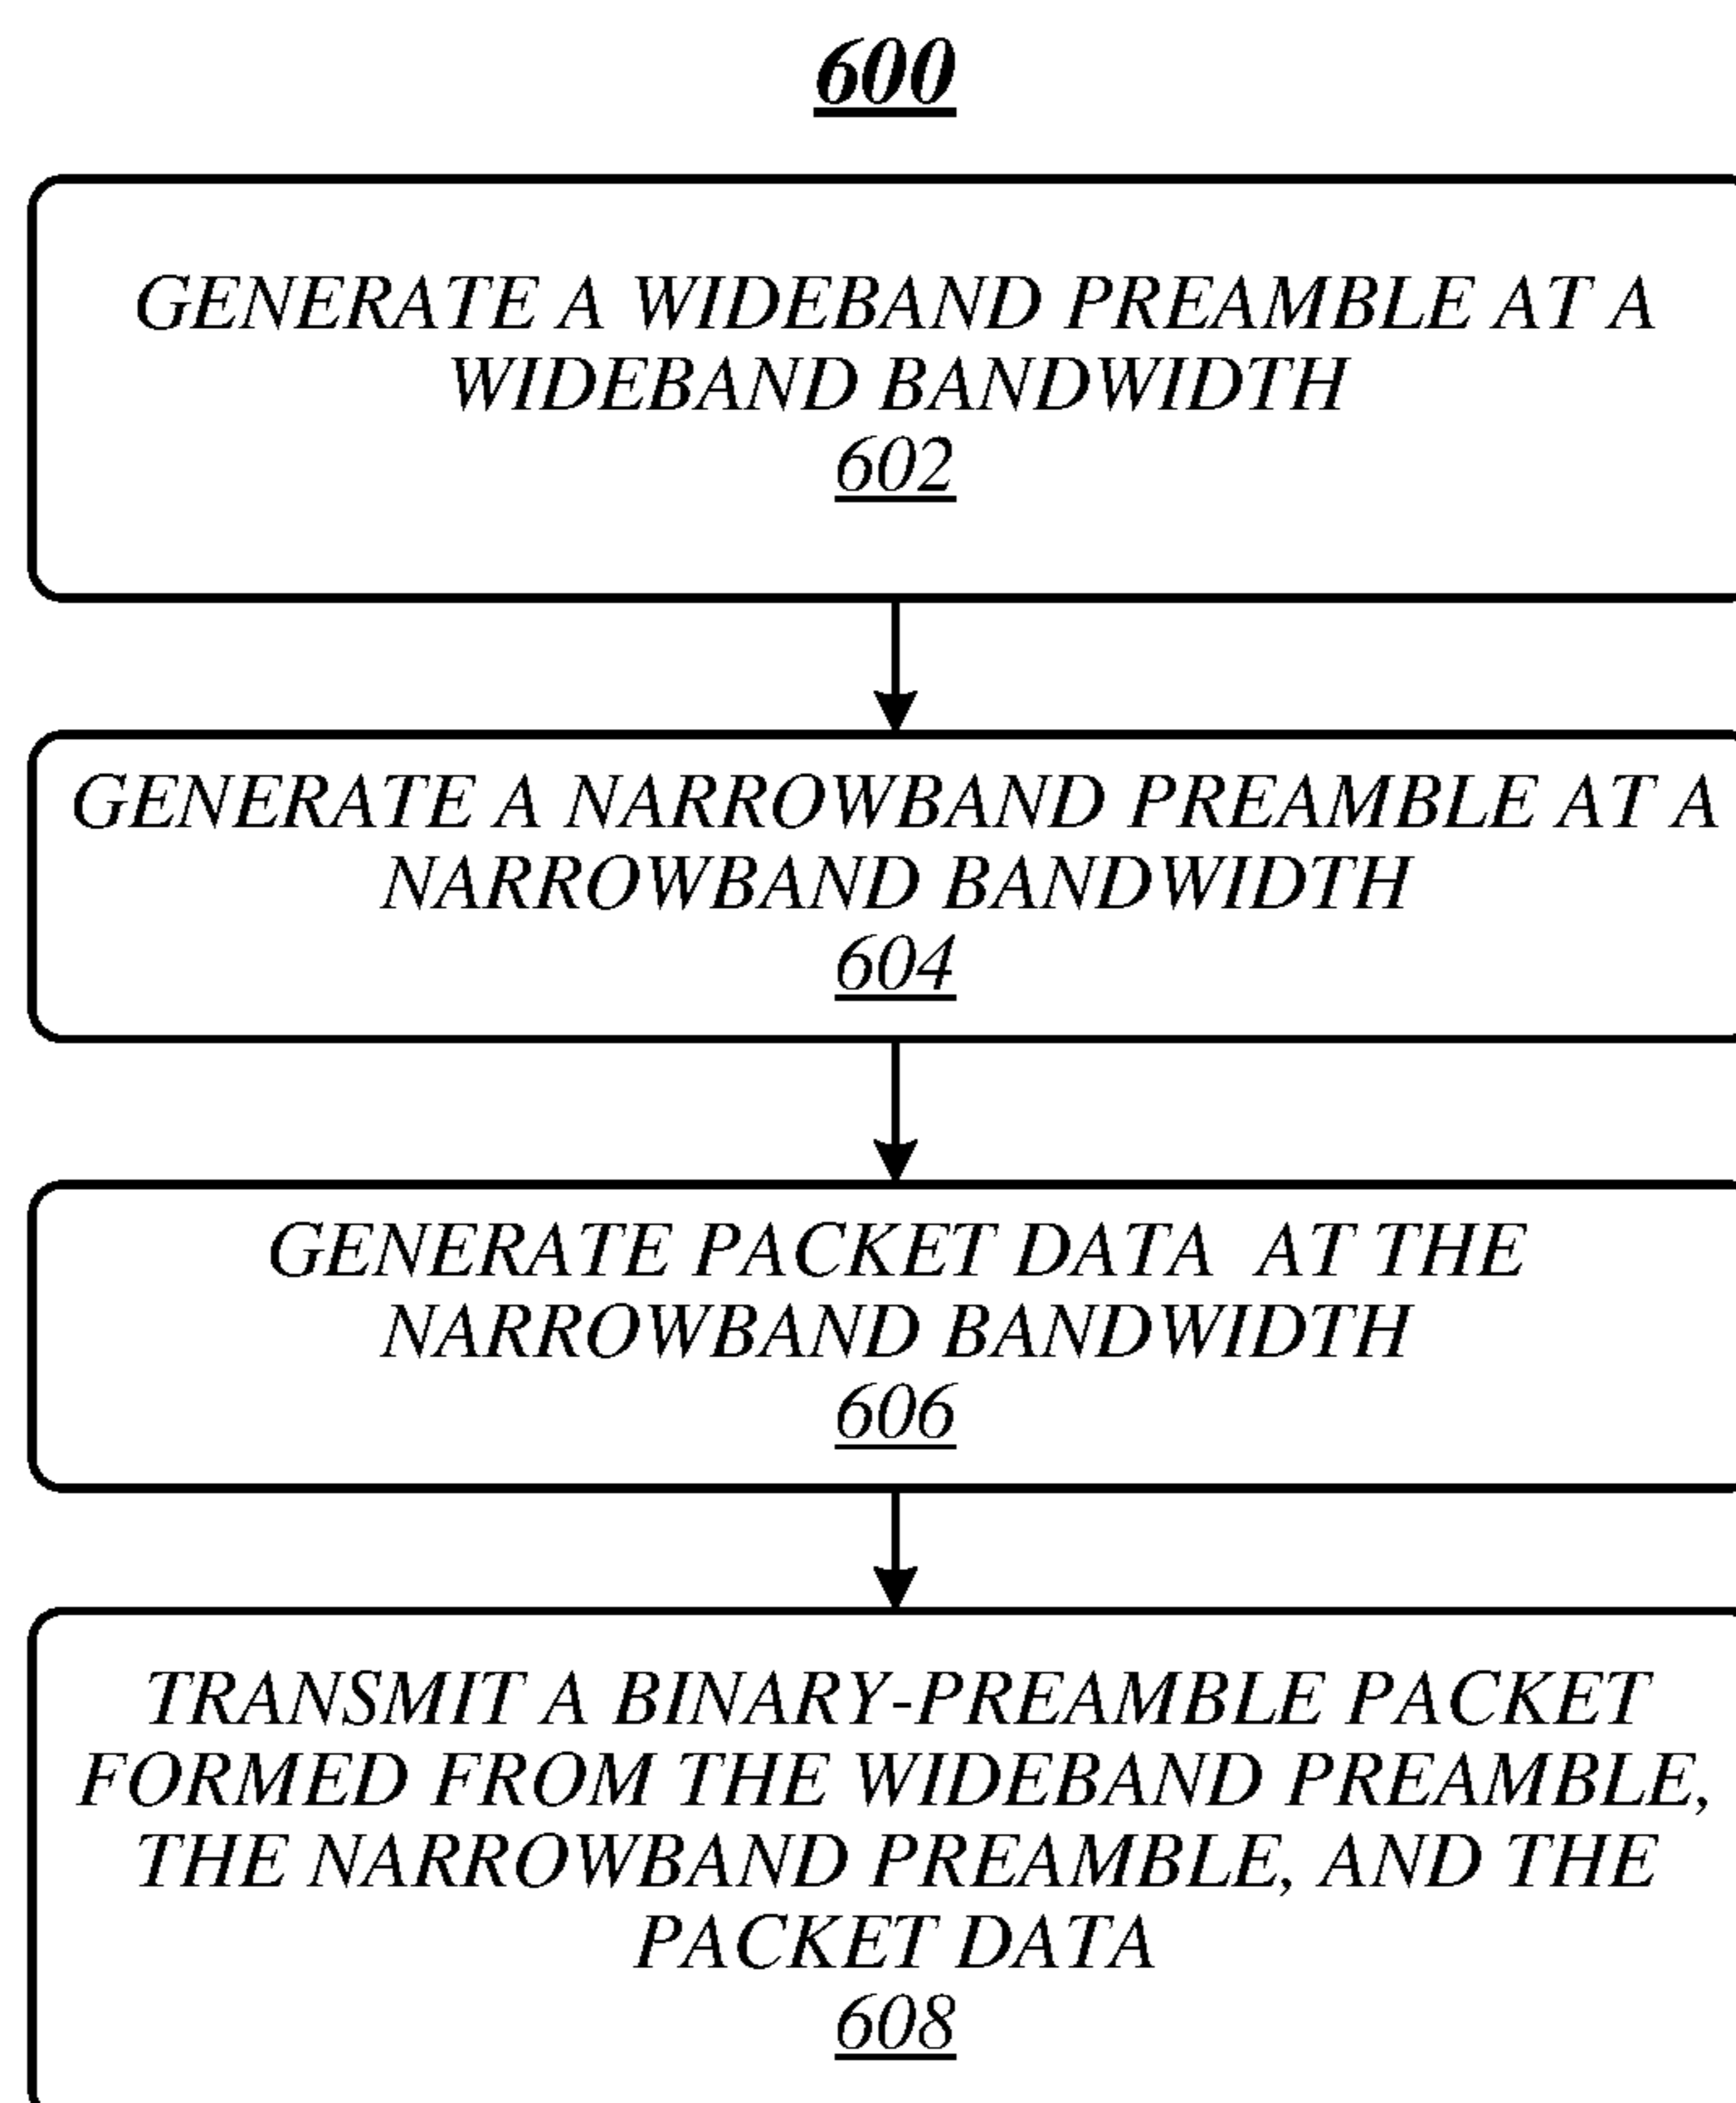 600
GENERATE A WIDEBAND PREAMBLE AT A
WIDEBAND BANDWIDTH
602
GENERATE A NARROWBAND PREAMBLE AT A
NARROWBAND BANDWIDTH
604
GENERATE PACKET DATA AT THE
NARROWBAND BANDWIDTH
606
TRANSMIT A BINARY-PREAMBLE PACKET
FORMED FROM THE WIDEBAND PREAMBLE,
THE NARROWBAND PREAMBLE, AND THE
PACKET DATA
608